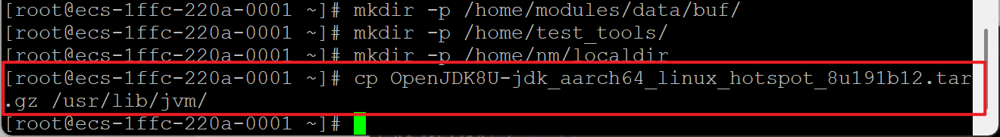 [root@ecs-1ffc-220a-0001 ~]# mkdir -p /home/modules/data/buf/
[root@ecs-1ffc-220a-0001 ~]# mkdir -p /home/test_tools/
[root@ecs-1ffc-220a-0001 ~]# mkdir -p /home/nm/localdir
[root@ecs-1ffc-220a-0001 ~]# cp OpenJDK8U-jdk_aarch64_linux_hotspot_8u191b12.tar
.gz /usr/lib/jvm/
[root@ecs-1ffc-220a-0001 ~]#